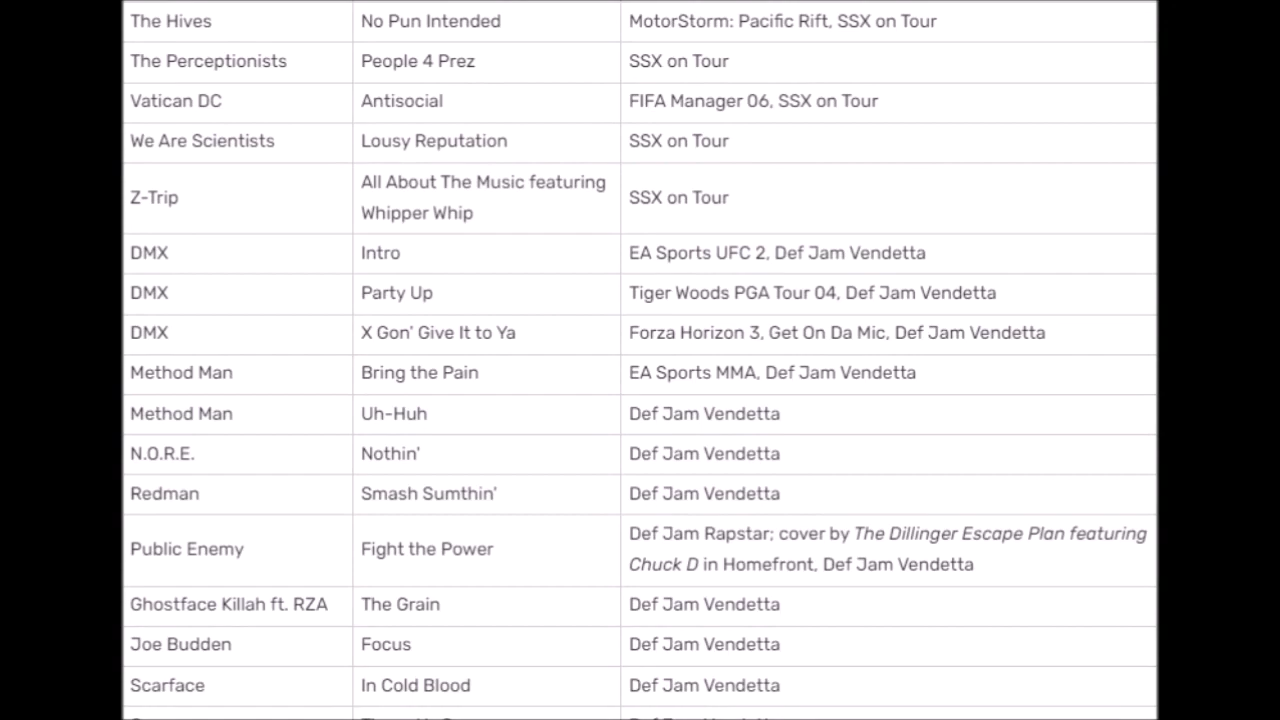 The Hives No Pun Intended MotorStorm: Pacific Rift, SSX on Tour
The Perceptionists People 4 Prez SSX on Tour
Vatican DC Antisocial FIFA Manager 06, SSX on Tour
We Are Scientists Lousy Reputation SSX on Tour
Z-Trip All About The Music featuring Whipper Whip SSX on Tour
DMX Intro EA Sports UFC 2, Def Jam Vendetta
DMX Party Up Tiger Woods PGA Tour 04, Def Jam Vendetta
DMX X Gon' Give It to Ya Forza Horizon 3, Get On Da Mic, Def Jam Vendetta
Method Man Bring the Pain EA Sports MMA, Def Jam Vendetta
Method Man Uh-Huh Def Jam Vendetta
N.O.R.E. Nothin' Def Jam Vendetta
Redman Smash Sumthin' Def Jam Vendetta
Public Enemy Fight the Power Def Jam Rapstar; cover by The Dillinger Escape Plan featuring Chuck D in Homefront, Def Jam Vendetta
Ghostface Killah ft. RZA The Grain Def Jam Vendetta
Joe Budden Focus Def Jam Vendetta
Scarface In Cold Blood Def Jam Vendetta